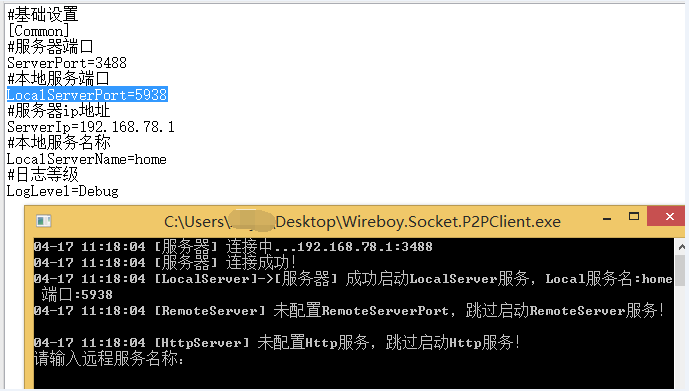 #基础设置
[Common]
#服务器端口
ServerPort=3488
#本地服务端口
LocalServerPort=5938
#服务器ip地址
ServerIp=192.168.78.1
#本地服务名称
LocalServerName=home
#日志等级
LogLevel=Debug
C:\Users\ \Desktop\Wireboy.Socket.P2PClient.exe
04-17 11:18:04 [服务器] 连接中...192.168.78.1:3488
04-17 11:18:04 [服务器] 连接成功！
04-17 11:18:04 [LocalServer]->[服务器] 成功启动LocalServer服务，Local服务名:home
端口:5938
04-17 11:18:04 [RemoteServer] 未配置RemoteServerPort，跳过启动RemoteServer服务！
04-17 11:18:04 [HttpServer] 未配置Http服务，跳过启动Http服务！
请输入远程服务名称：